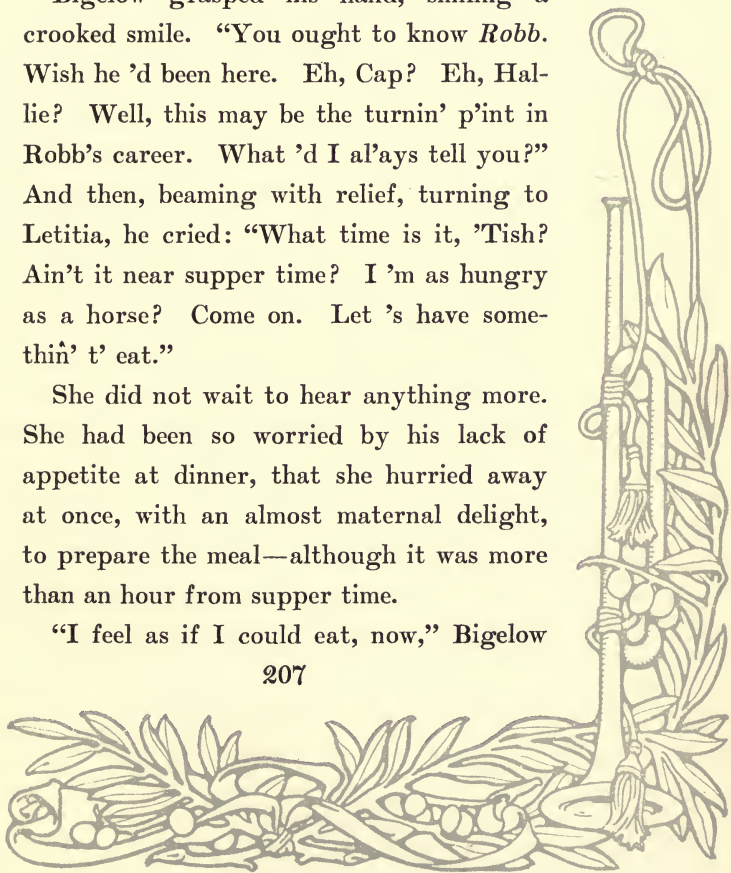 Bigelow grasped his hand, smiling a
crooked smile. “You ought to know Robb.
Wish he ’d been here. Eh, Cap? Eh, Hal-
lie? Well, this may be the turnin’ p’int in
Robb’s career. What ’d I al’ays tell you?”
And then, beaming with relief, turning to
Letitia, he cried: “What time is it, ’Tish?
Ain’t it near supper time? I ’m as hungry
as a horse? Come on. Let ’s have some-
thin’ t’ eat.”
She did not wait to hear anything more.
She had been so worried by his lack of
appetite at dinner, that she hurried away
at once, with an almost maternal delight,
to prepare the meal—although it was more
than an hour from supper time.
“I feel as if I could eat, now,” Bigelow
207